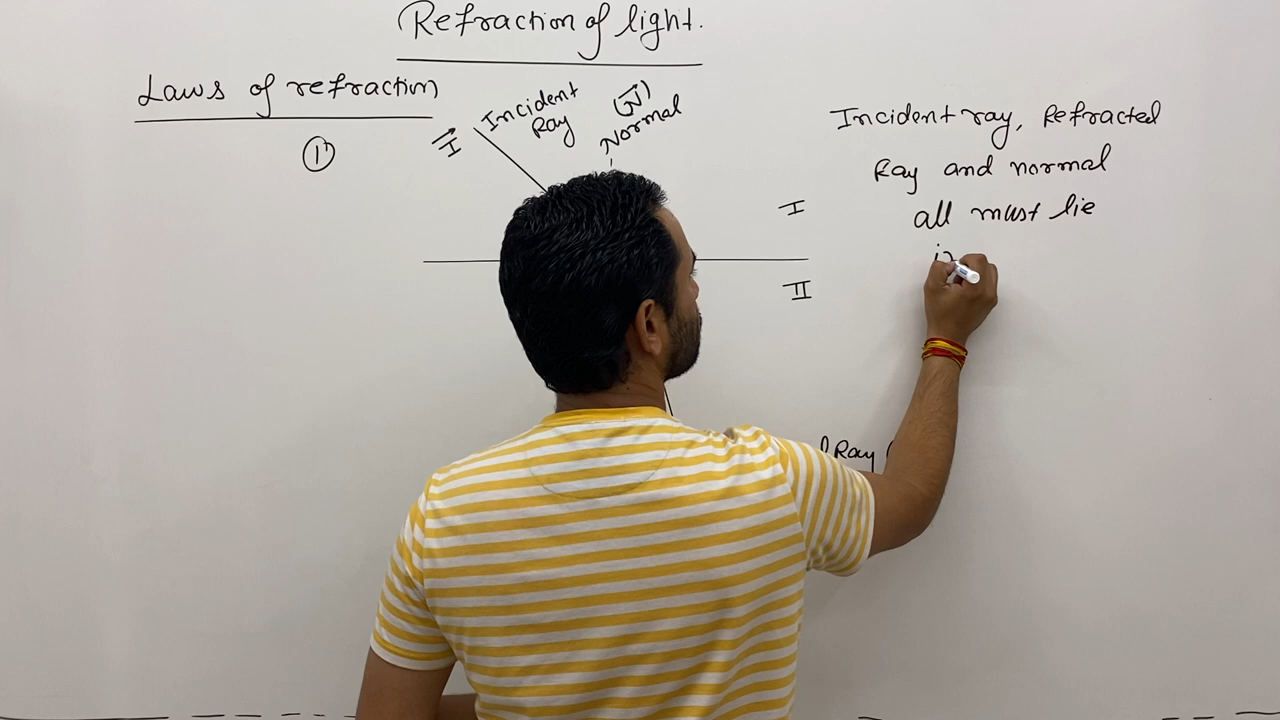 Refraction of light.
Laws of refraction
①
I
Incident
Ray
(N)
Normal
I
II
Incident ray, Refracted
Ray and normal
all must lie
Ray (